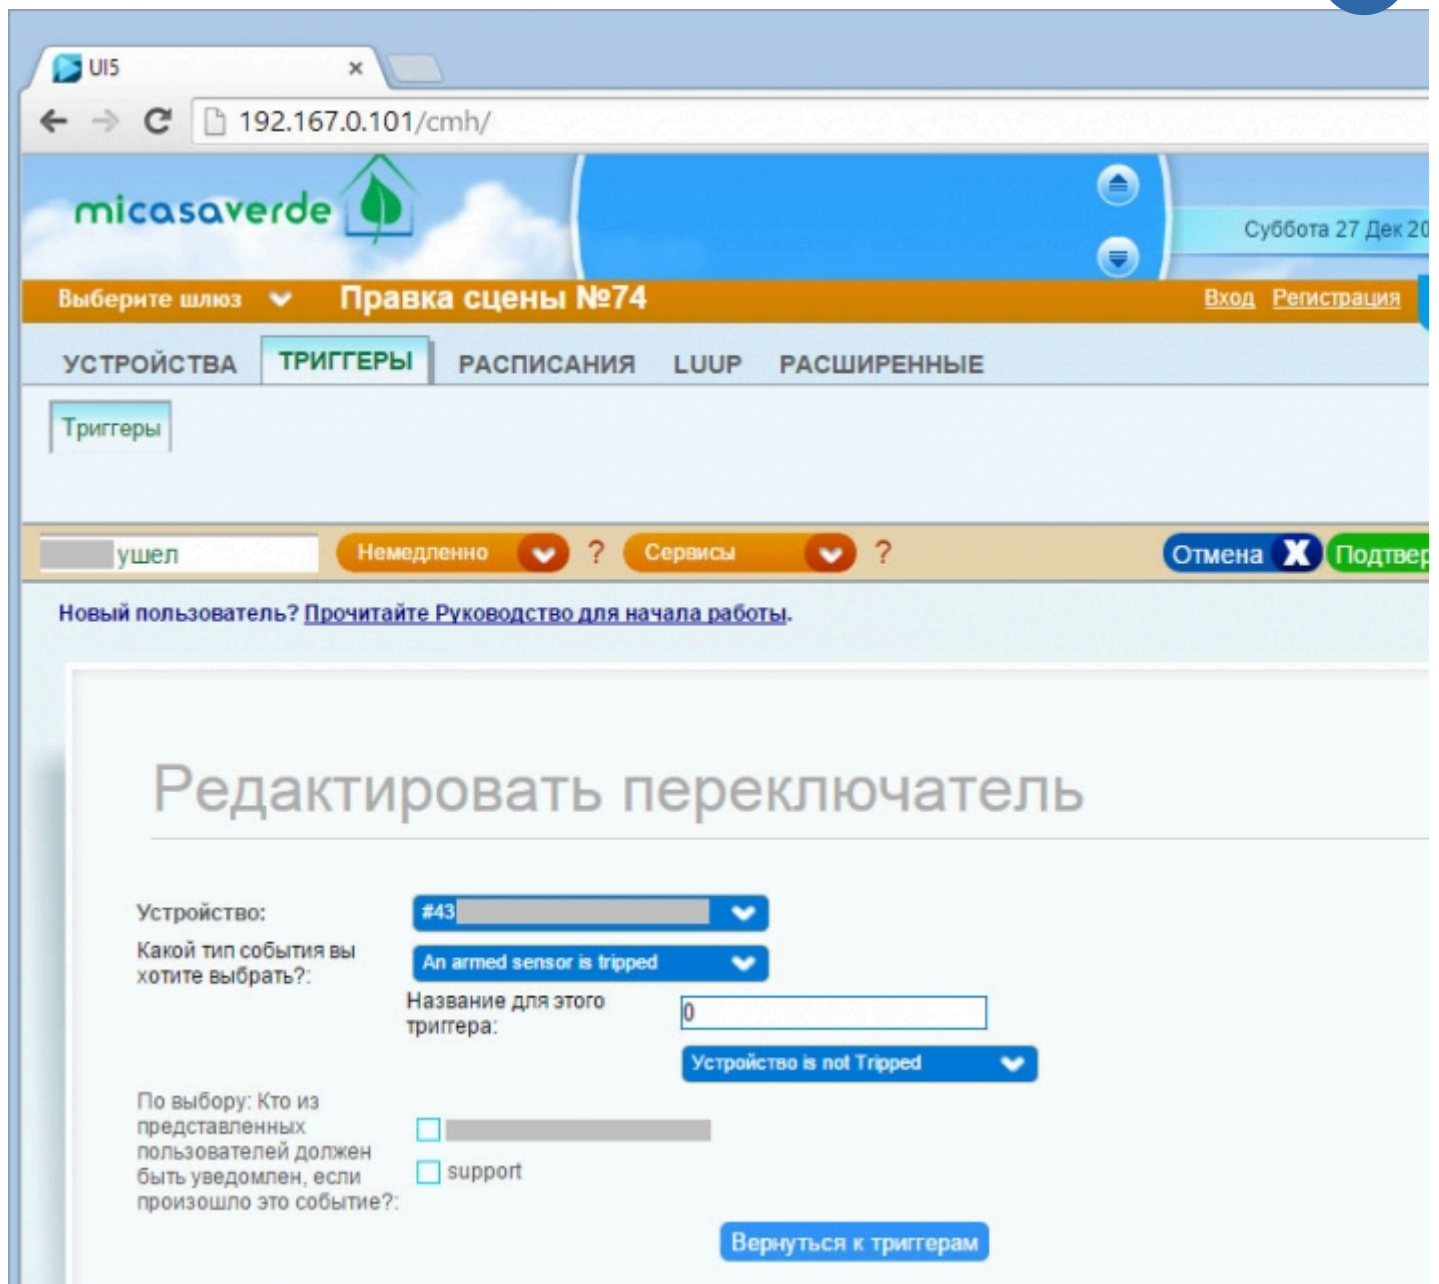 UI5
192.167.0.101/cmh/
micasaverde
Суббота 27 Дек 20
Выберите шлюз Правка сцены №74 Вход Регистрация
УСТРОЙСТВА ТРИГГЕРЫ РАСПИСАНИЯ LUUP РАСШИРЕННЫЕ
Триггеры
ушел Немедленно ? Сервисы ? Отмена X Подтвер
Новый пользователь? Прочитайте Руководство для начала работы.
Редактировать переключатель
Устройство: #43
Какой тип события вы
хотите выбрать?:
An armed sensor is tripped
Название для этого
триггера:
0
Устройство is not Tripped
По выбору: Кто из
представленных
пользователей должен
быть уведомлен, если
произошло это событие?:
support
Вернуться к триггерам